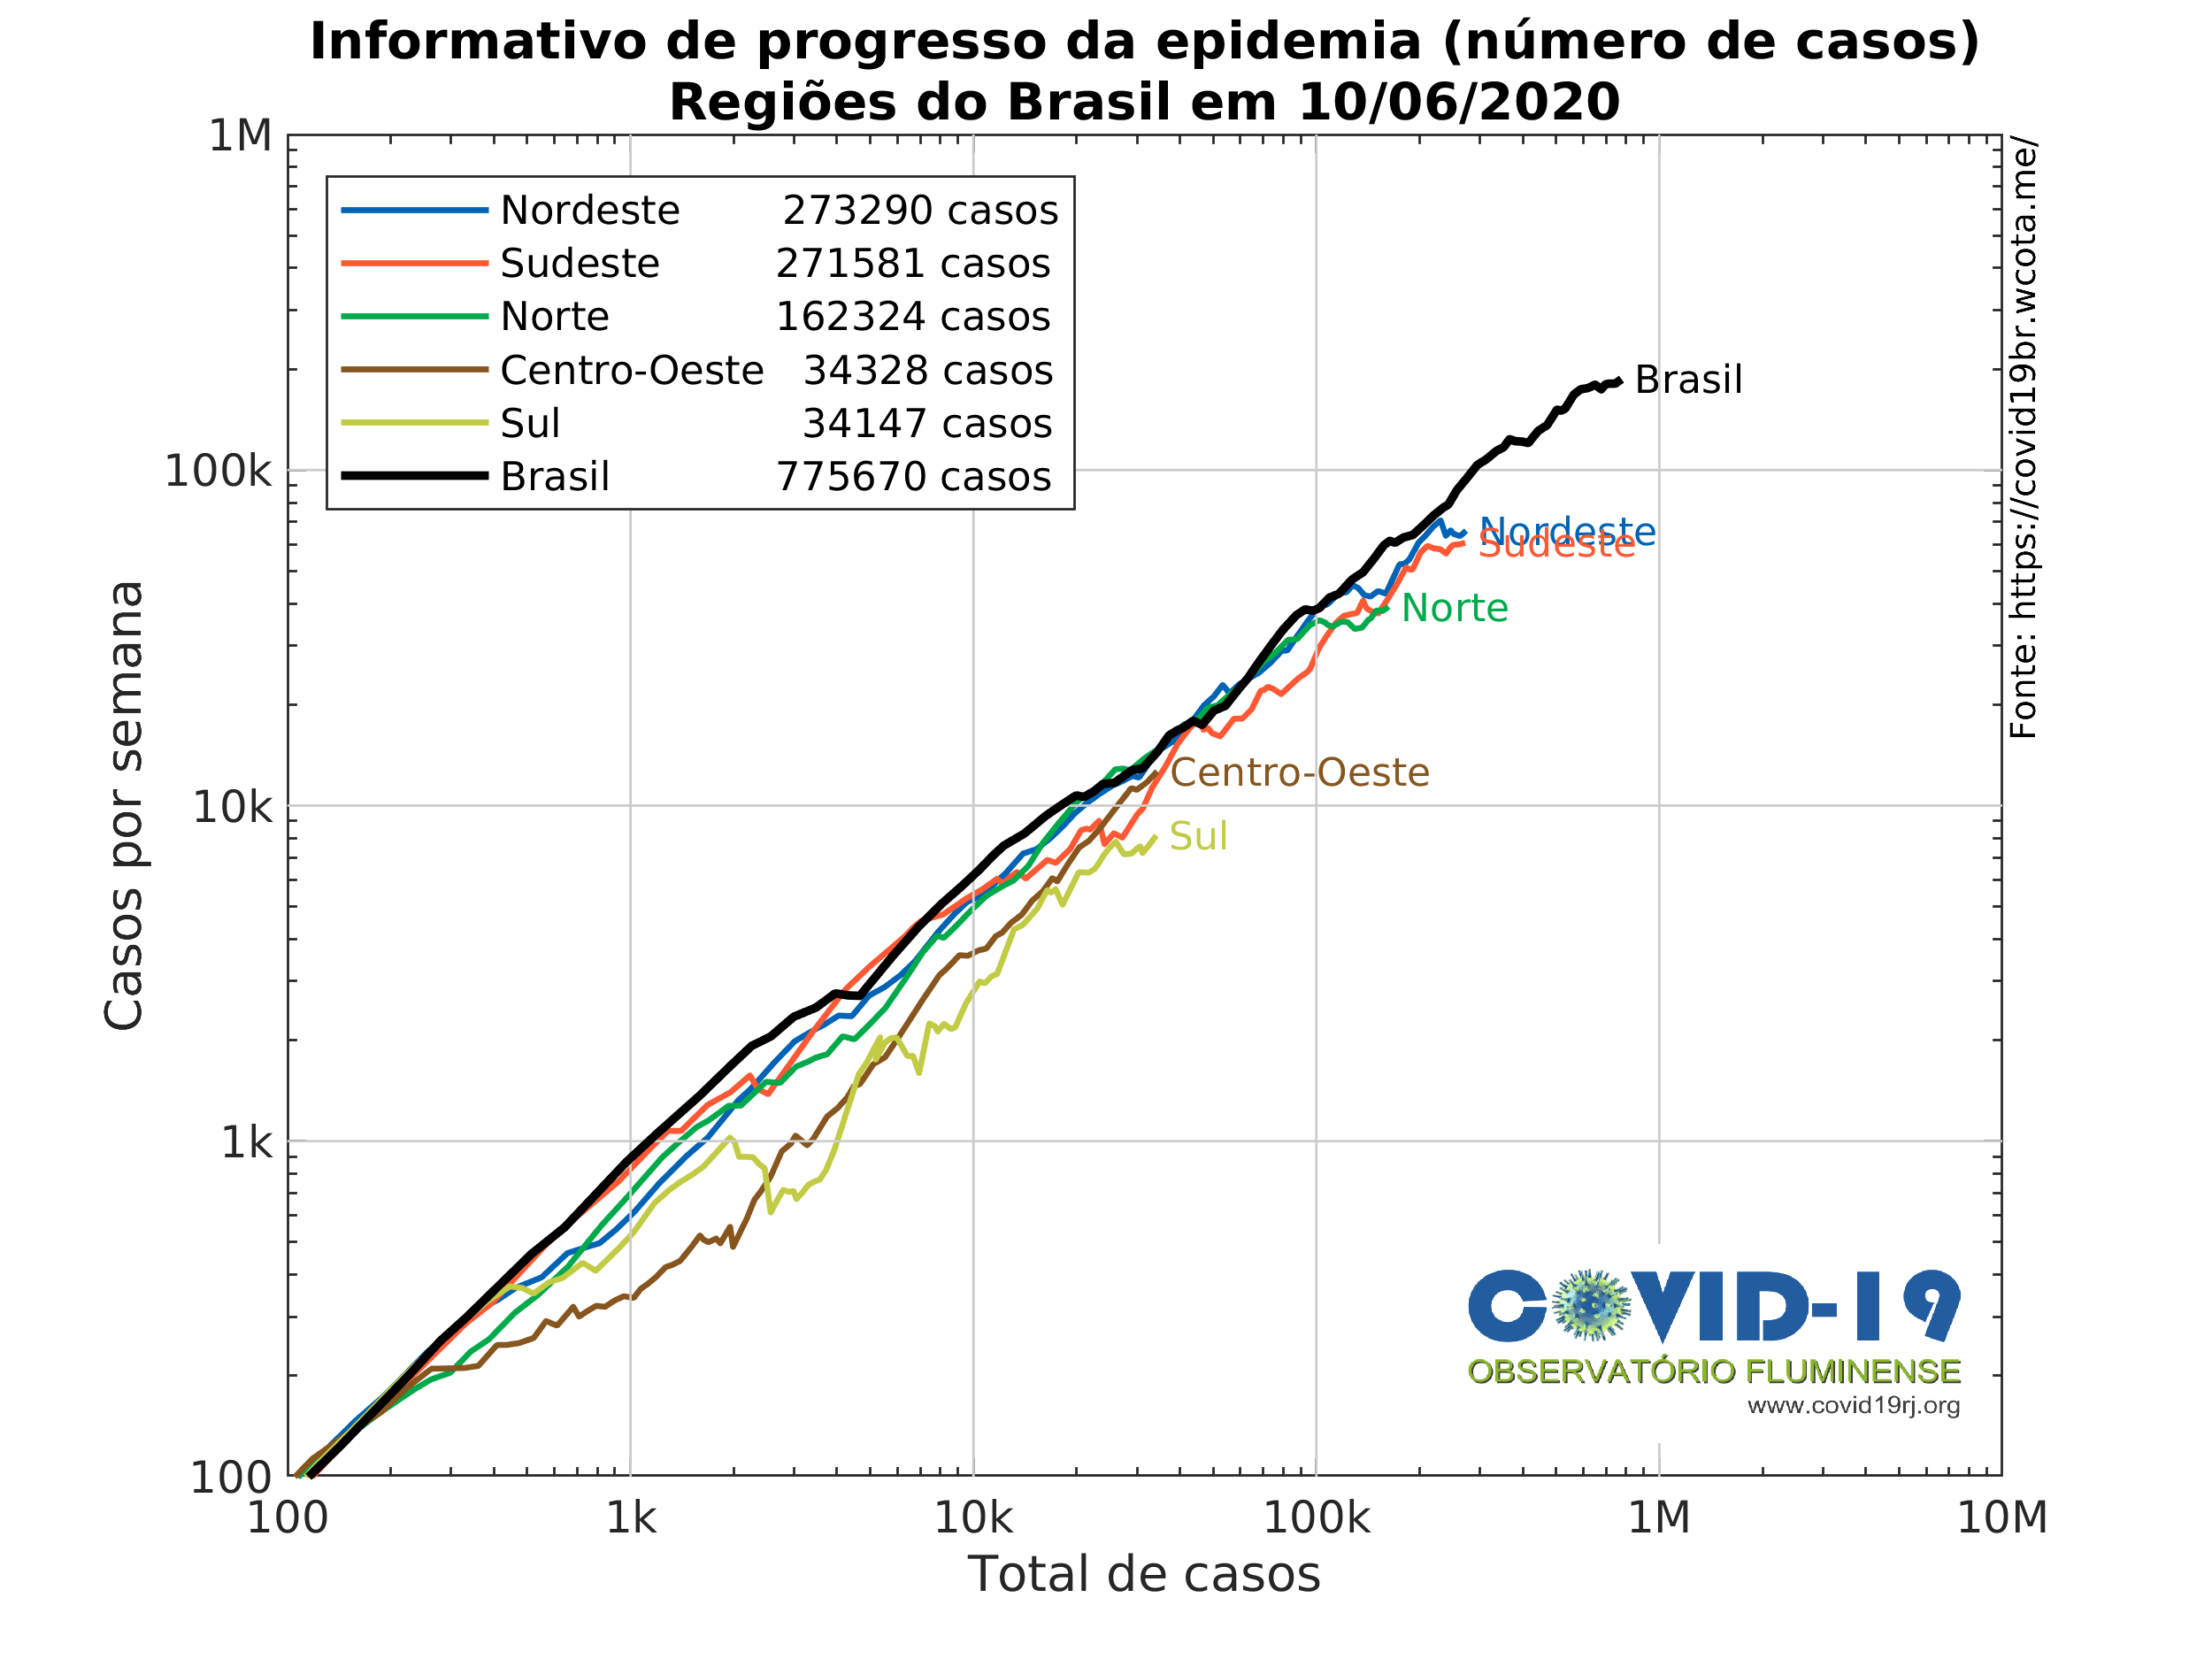 Informativo de progresso da epidemia (número de casos)
Regiões do Brasil em 10/06/2020
1M
100k
10k
1k
100
Casos por semana
Nordeste 273290 casos
Sudeste 271581 casos
Norte 162324 casos
Centro-Oeste 34328 casos
Sul 34147 casos
Brasil 775670 casos
Brasil
Nordeste
Sudeste
Norte
Centro-Oeste
Sul
Fonte: https://covid19br.wcota.me/
COVID-19
OBSERVATÓRIO FLUMINENSE
www.covid19rj.org
100 1k 10k 100k 1M 10M
Total de casos